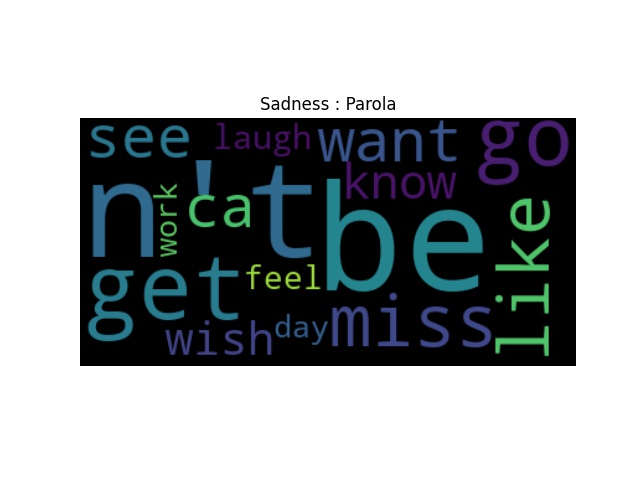 Sadness : Parola
see laugh want go
know
n't ca work be like
get feel
wish day miss